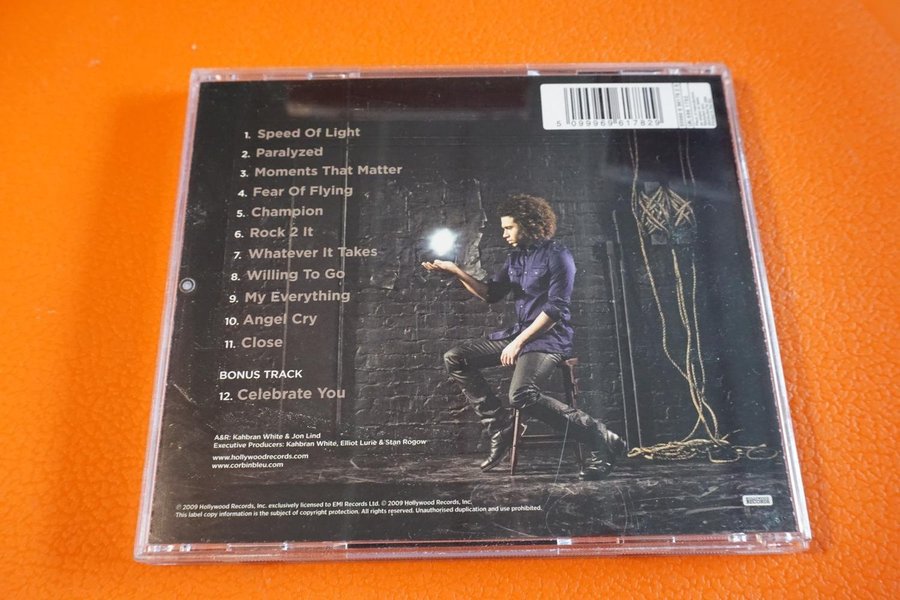 5 099969 617829
1. Speed Of Light
2. Paralyzed
3. Moments That Matter
4. Fear Of Flying
5. Champion
6. Rock 2 It
7. Whatever It Takes
8. Willing To Go
9. My Everything
10. Angel Cry
11. Close
BONUS TRACK
12. Celebrate You
A&R: Kahbran White & Jon Lind
Executive Producers: Kahbran White, Elliot Lurie & Stan Rogow
www.hollywoodrecords.com
www.corbinbleu.com
℗ 2009 Hollywood Records, Inc. exclusively licensed to EMI Records Ltd. © 2009 Hollywood Records, Inc.
This label copy information is the subject of copyright protection. All rights reserved. Unauthorised duplication and use prohibited.
RECORDS